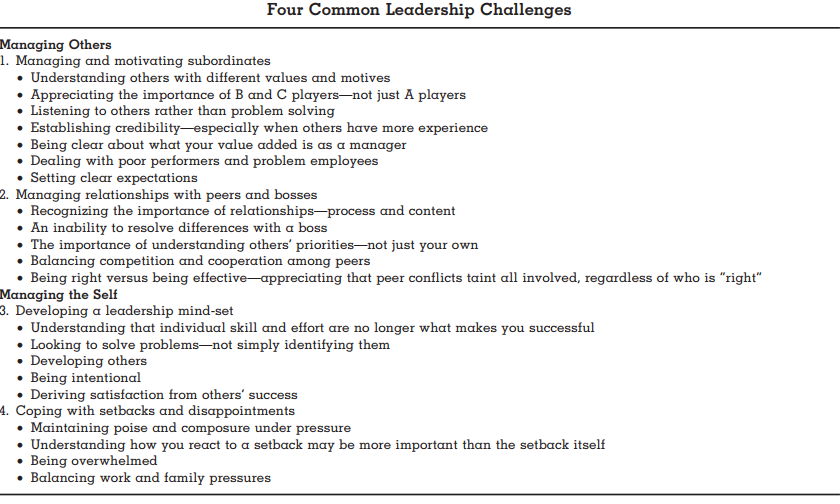 Four Common Leadership Challenges
Managing Others
1. Managing and motivating subordinates
• Understanding others with different values and motives
• Appreciating the importance of B and C players—not just A players
• Listening to others rather than problem solving
• Establishing credibility—especially when others have more experience
• Being clear about what your value added is as a manager
• Dealing with poor performers and problem employees
• Setting clear expectations
2. Managing relationships with peers and bosses
• Recognizing the importance of relationships—process and content
• An inability to resolve differences with a boss
• The importance of understanding others’ priorities—not just your own
• Balancing competition and cooperation among peers
• Being right versus being effective—appreciating that peer conflicts taint all involved, regardless of who is “right”
Managing the Self
3. Developing a leadership mind-set
• Understanding that individual skill and effort are no longer what makes you successful
• Looking to solve problems—not simply identifying them
• Developing others
• Being intentional
• Deriving satisfaction from others’ success
4. Coping with setbacks and disappointments
• Maintaining poise and composure under pressure
• Understanding how you react to a setback may be more important than the setback itself
• Being overwhelmed
• Balancing work and family pressures